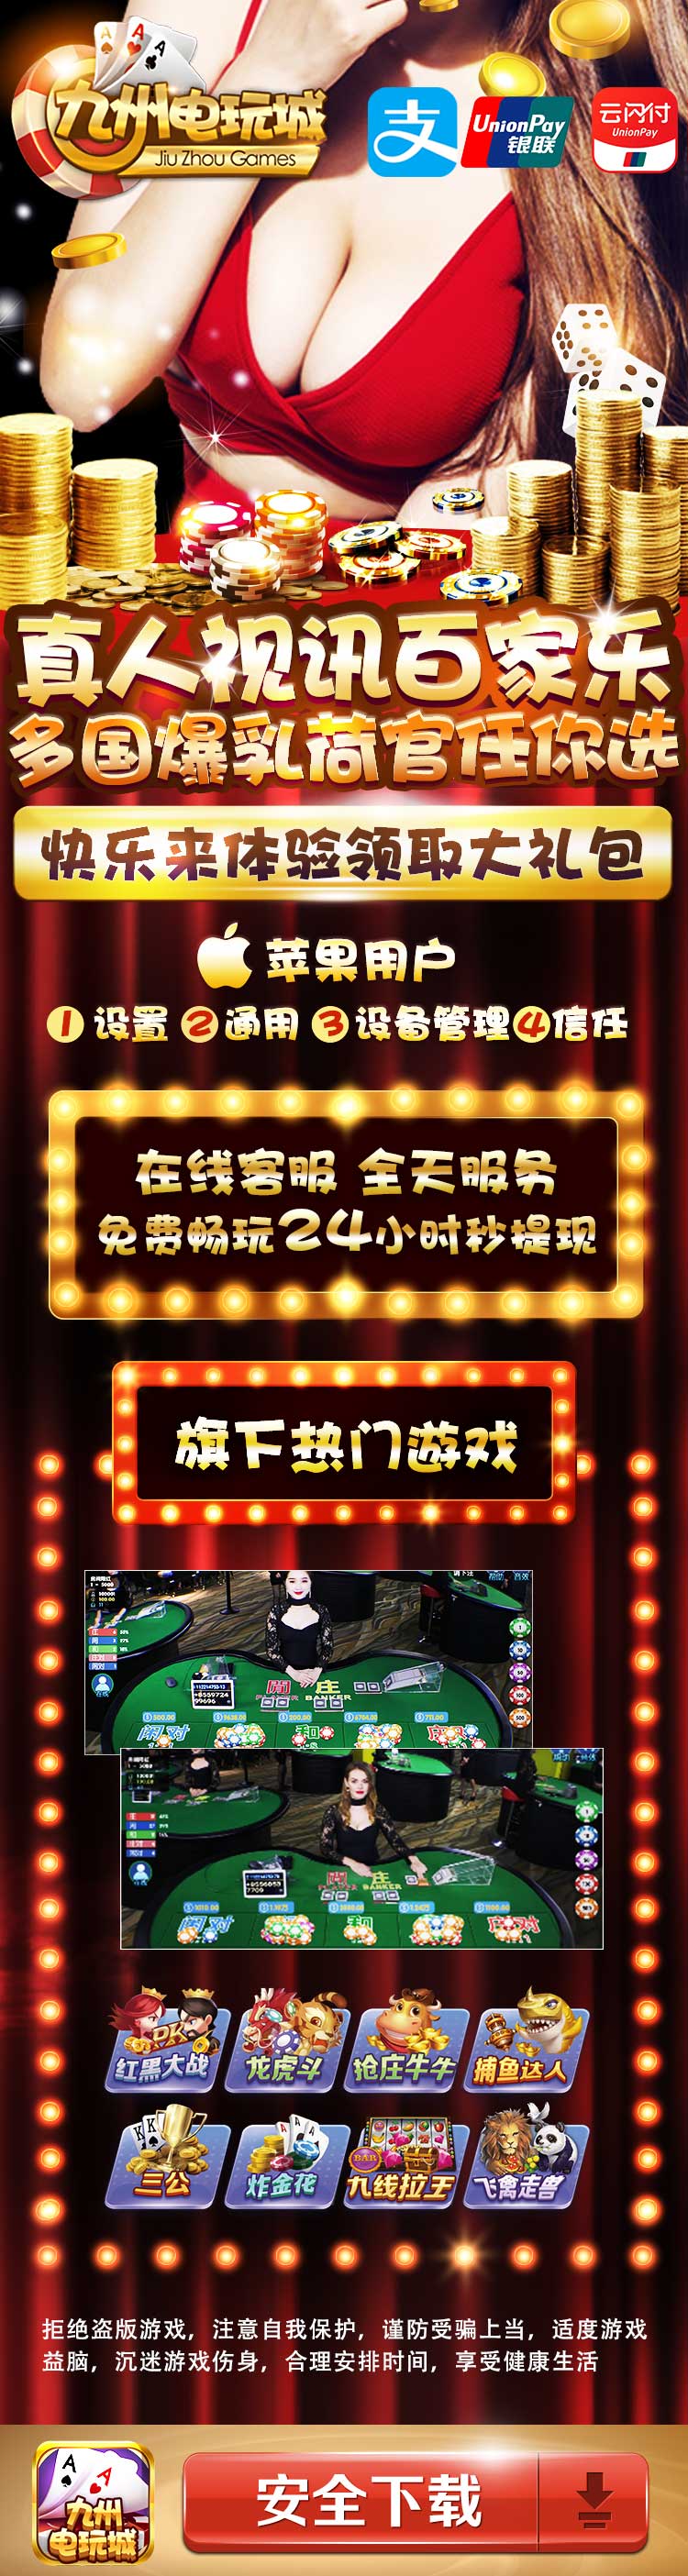 九州电玩城
Jiu Zhou Games
支
UnionPay
银联
云闪付
UnionPay
真人视讯百家乐
多国爆乳荷官任你选
快乐来体验领取大礼包
苹果用户
1 设置 2 通用 3 设备管理 4 信任
在线客服 全天服务
免费畅玩24小时秒提现
旗下热门游戏
闲 庄
PLAYER BANKER
闲对 和 庄对
闲 庄
PLAYER BANKER
闲对 和 庄对
PK
红黑大战 龙虎斗 抢庄牛牛 捕鱼达人
K K A A BAR
三公 炸金花 九线拉王 飞禽走兽
拒绝盗版游戏，注意自我保护，谨防受骗上当，适度游戏
益脑，沉迷游戏伤身，合理安排时间，享受健康生活
A A
九州
电玩城
安全下载